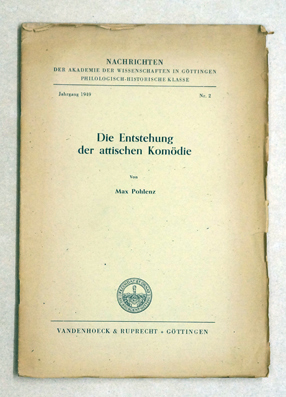 NACHRICHTEN
DER AKADEMIE DER WISSENSCHAFTEN IN GÖTTINGEN
PHILOLOGISCH-HISTORISCHE KLASSE
Jahrgang 1949 Nr. 2
Die Entstehung
der attischen Komödie
Von
Max Pohlenz
VANDENHOECK & RUPRECHT • GÖTTINGEN